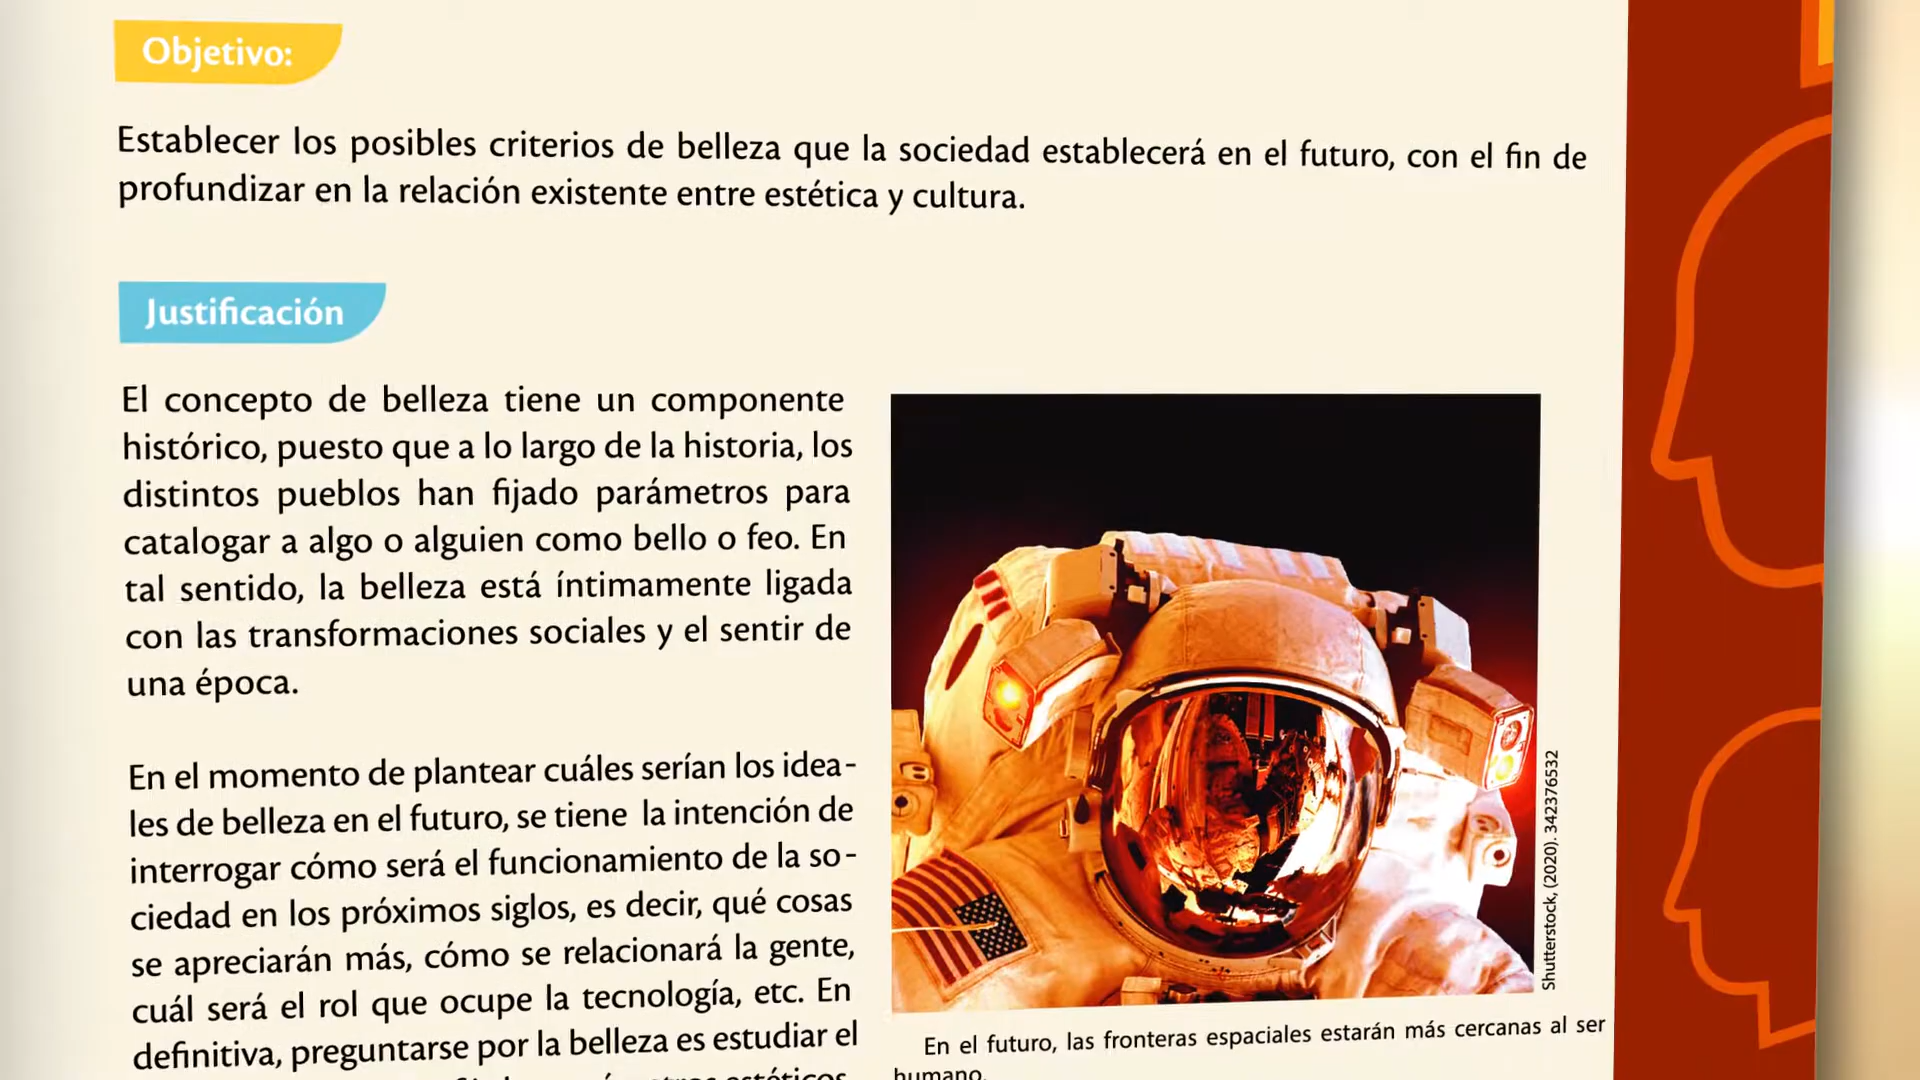 Objetivo:
Establecer los posibles criterios de belleza que la sociedad establecerá en el futuro, con el fin de
profundizar en la relación existente entre estética y cultura.
Justificación
El concepto de belleza tiene un componente
histórico, puesto que a lo largo de la historia, los
distintos pueblos han fijado parámetros para
catalogar a algo o alguien como bello o feo. En
tal sentido, la belleza está íntimamente ligada
con las transformaciones sociales y el sentir de
una época.
En el momento de plantear cuáles serían los idea-
les de belleza en el futuro, se tiene la intención de
interrogar cómo será el funcionamiento de la so-
ciedad en los próximos siglos, es decir, qué cosas
se apreciarán más, cómo se relacionará la gente,
cuál será el rol que ocupe la tecnología, etc. En
definitiva, preguntarse por la belleza es estudiar el
estéticos
Shutterstock, (2020). 342376532
En el futuro, las fronteras espaciales estarán más cercanas al ser
humano.